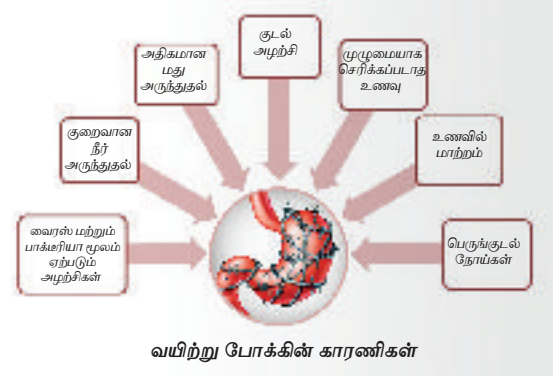 வைரஸ் மற்றும்
பாக்டீரியா மூலம்
ஏற்படும்
அழற்சிகள்
குறைவான
நீர்
அருந்துதல்
அதிகமான
மது
அருந்துதல்
குடல்
அழற்சி
முழுமையாக
செரிக்கப்படாத
உணவு
உணவில்
மாற்றம்
பெருங்குடல்
நோய்கள்
வயிற்று போக்கின் காரணிகள்